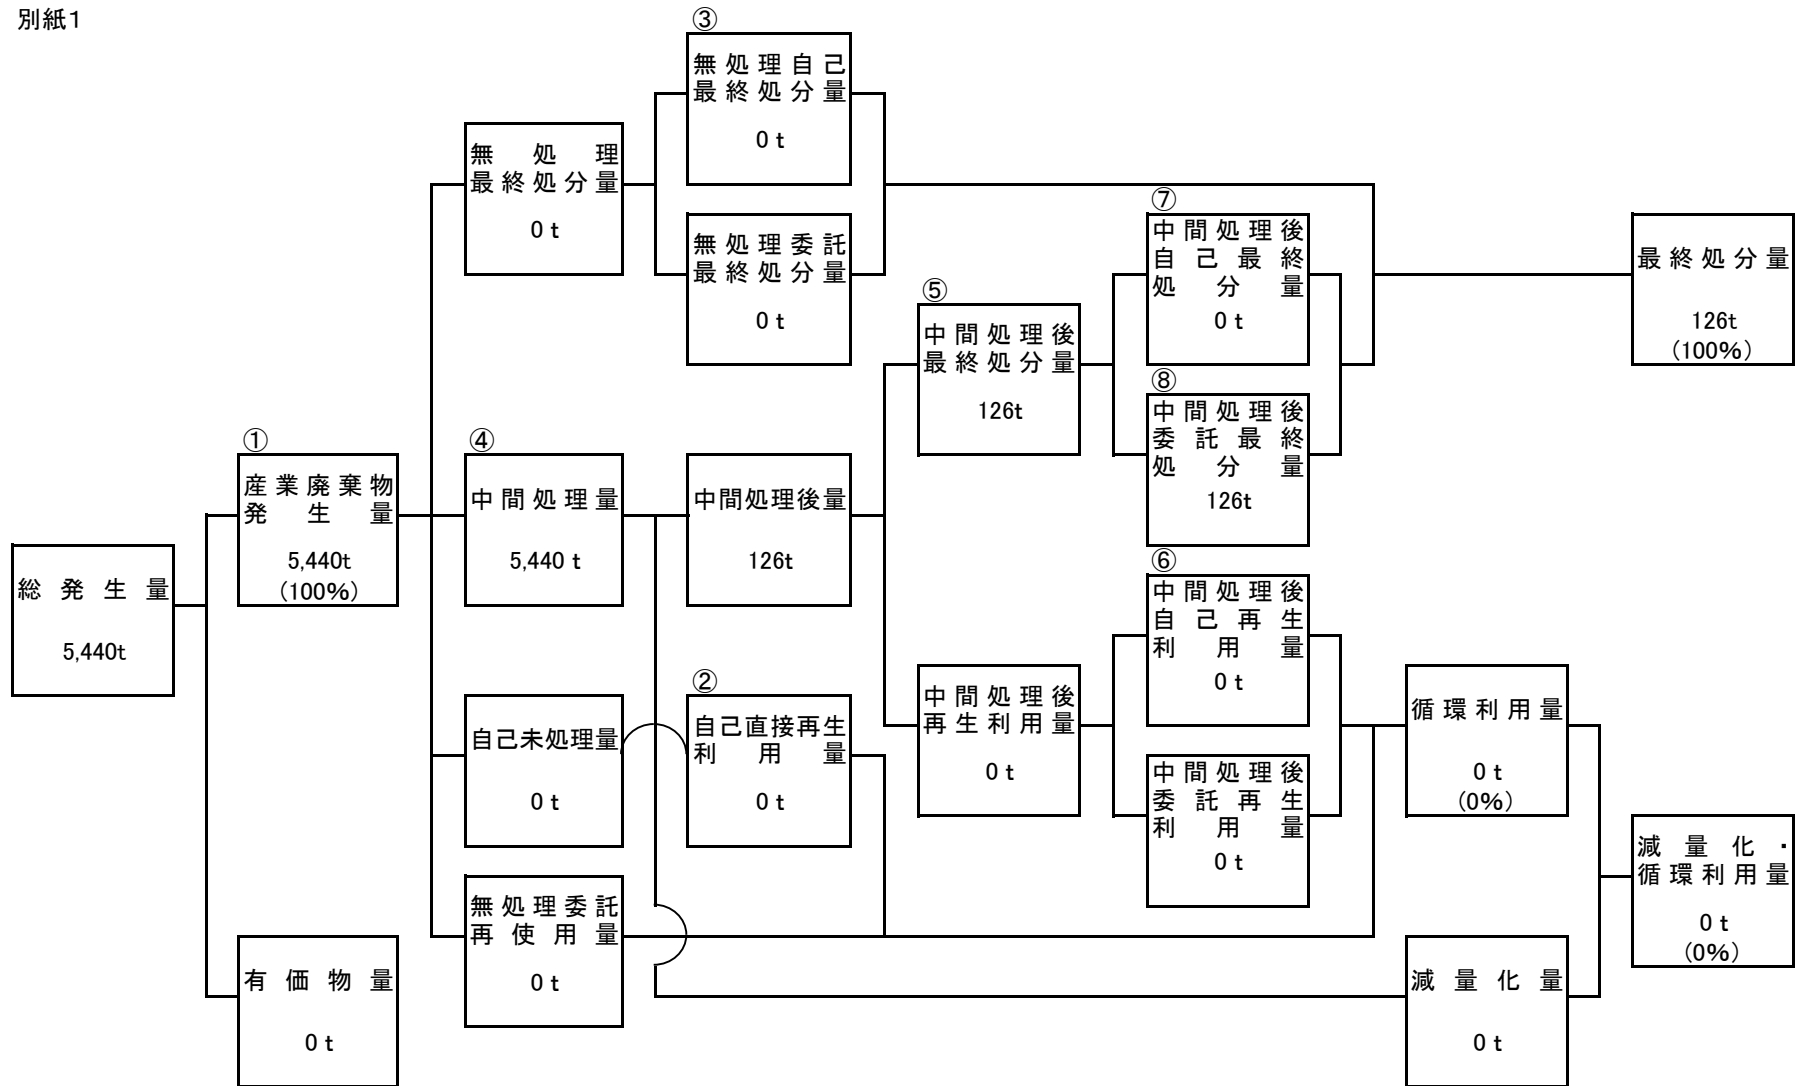 別紙1
③
無処理自己
最終処分量
0 t
無処理
最終処分量
0 t
無処理委託
最終処分量
0 t
⑦
中間処理後
自己最終
処分量
0 t
最終処分量
126t
(100%)
⑤
中間処理後
最終処分量
126t
⑧
中間処理後
委託最終
処分量
126t
①
産業廃棄物
発生量
5,440t
(100%)
④
中間処理量
5,440 t
中間処理後量
126t
総発生量
5,440t
⑥
中間処理後
自己再生
利用量
0 t
自己未処理量
0 t
②
自己直接再生
利用量
0 t
中間処理後
再生利用量
0 t
循環利用量
0 t
(0%)
中間処理後
委託再生
利用量
0 t
減量化・
循環利用量
0 t
(0%)
無処理委託
再使用量
0 t
有価物量
0 t
減量化量
0 t